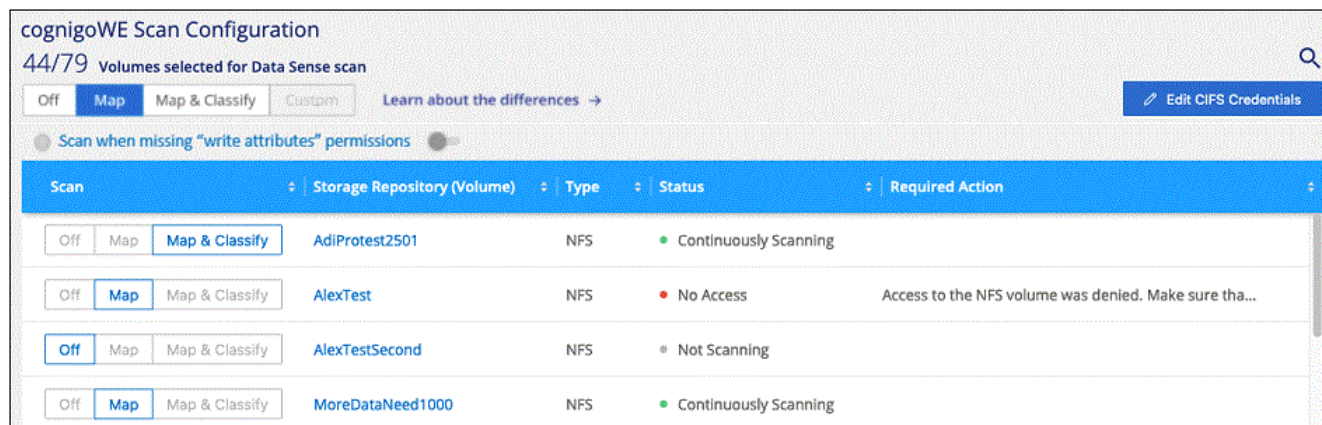 cognigoWE Scan Configuration
44/79 Volumes selected for Data Sense scan
Off Map Map & Classify Custom Learn about the differences → Edit CIFS Credentials
Scan when missing “write attributes” permissions
Scan Storage Repository (Volume) Type Status Required Action
Off Map Map & Classify AdiProtest2501 NFS Continuously Scanning
Off Map Map & Classify AlexTest NFS No Access Access to the NFS volume was denied. Make sure tha...
Off Map Map & Classify AlexTestSecond NFS Not Scanning
Off Map Map & Classify MoreDataNeed1000 NFS Continuously Scanning